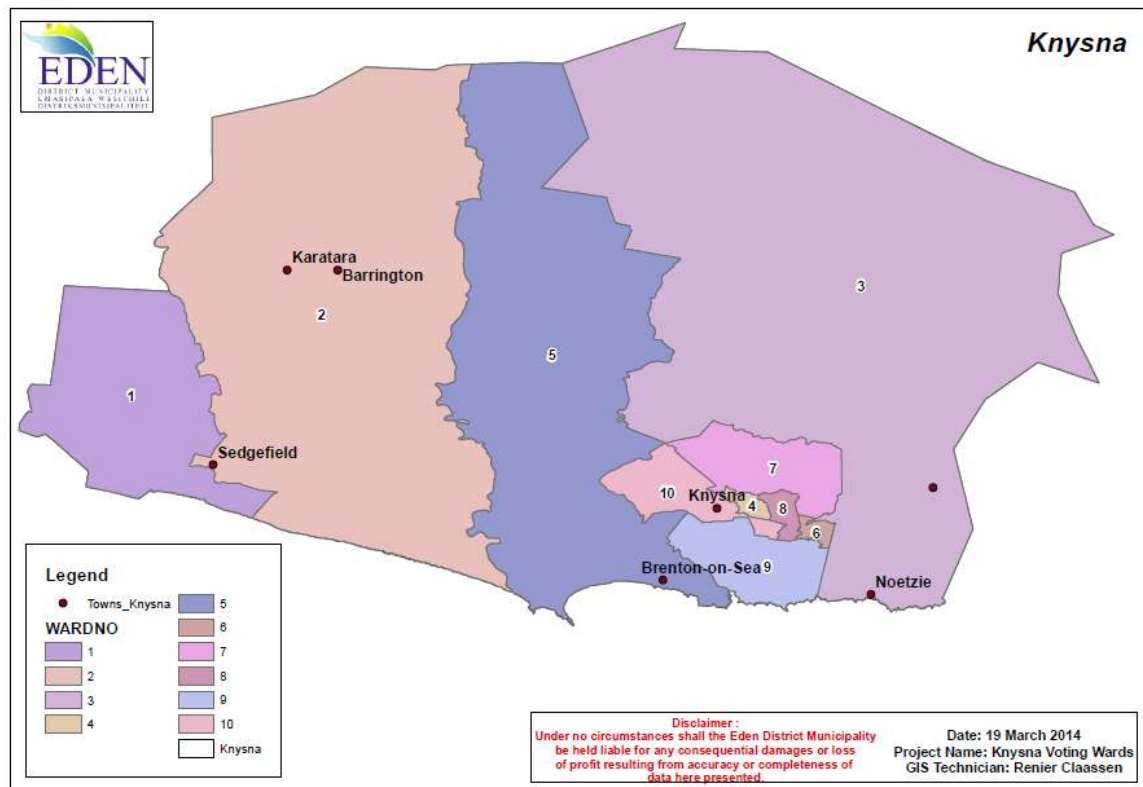 EDEN
DISTRICT MUNICIPALITY
UMASIPALA WESITHILI
DISTRIKSMUNISIPALITEIT
Knysna
Karatara
Barrington
2
3
5
1
Sedgefield
7
10
Knysna
4
8
6
Brenton-on-Sea
9
Noetzie
Legend
Towns_Knysna
WARDNO
1
2
3
4
5
6
7
8
9
10
Knysna
Disclaimer :
Under no circumstances shall the Eden District Municipality
be held liable for any consequential damages or loss
of profit resulting from accuracy or completeness of
data here presented.
Date: 19 March 2014
Project Name: Knysna Voting Wards
GIS Technician: Renier Claassen